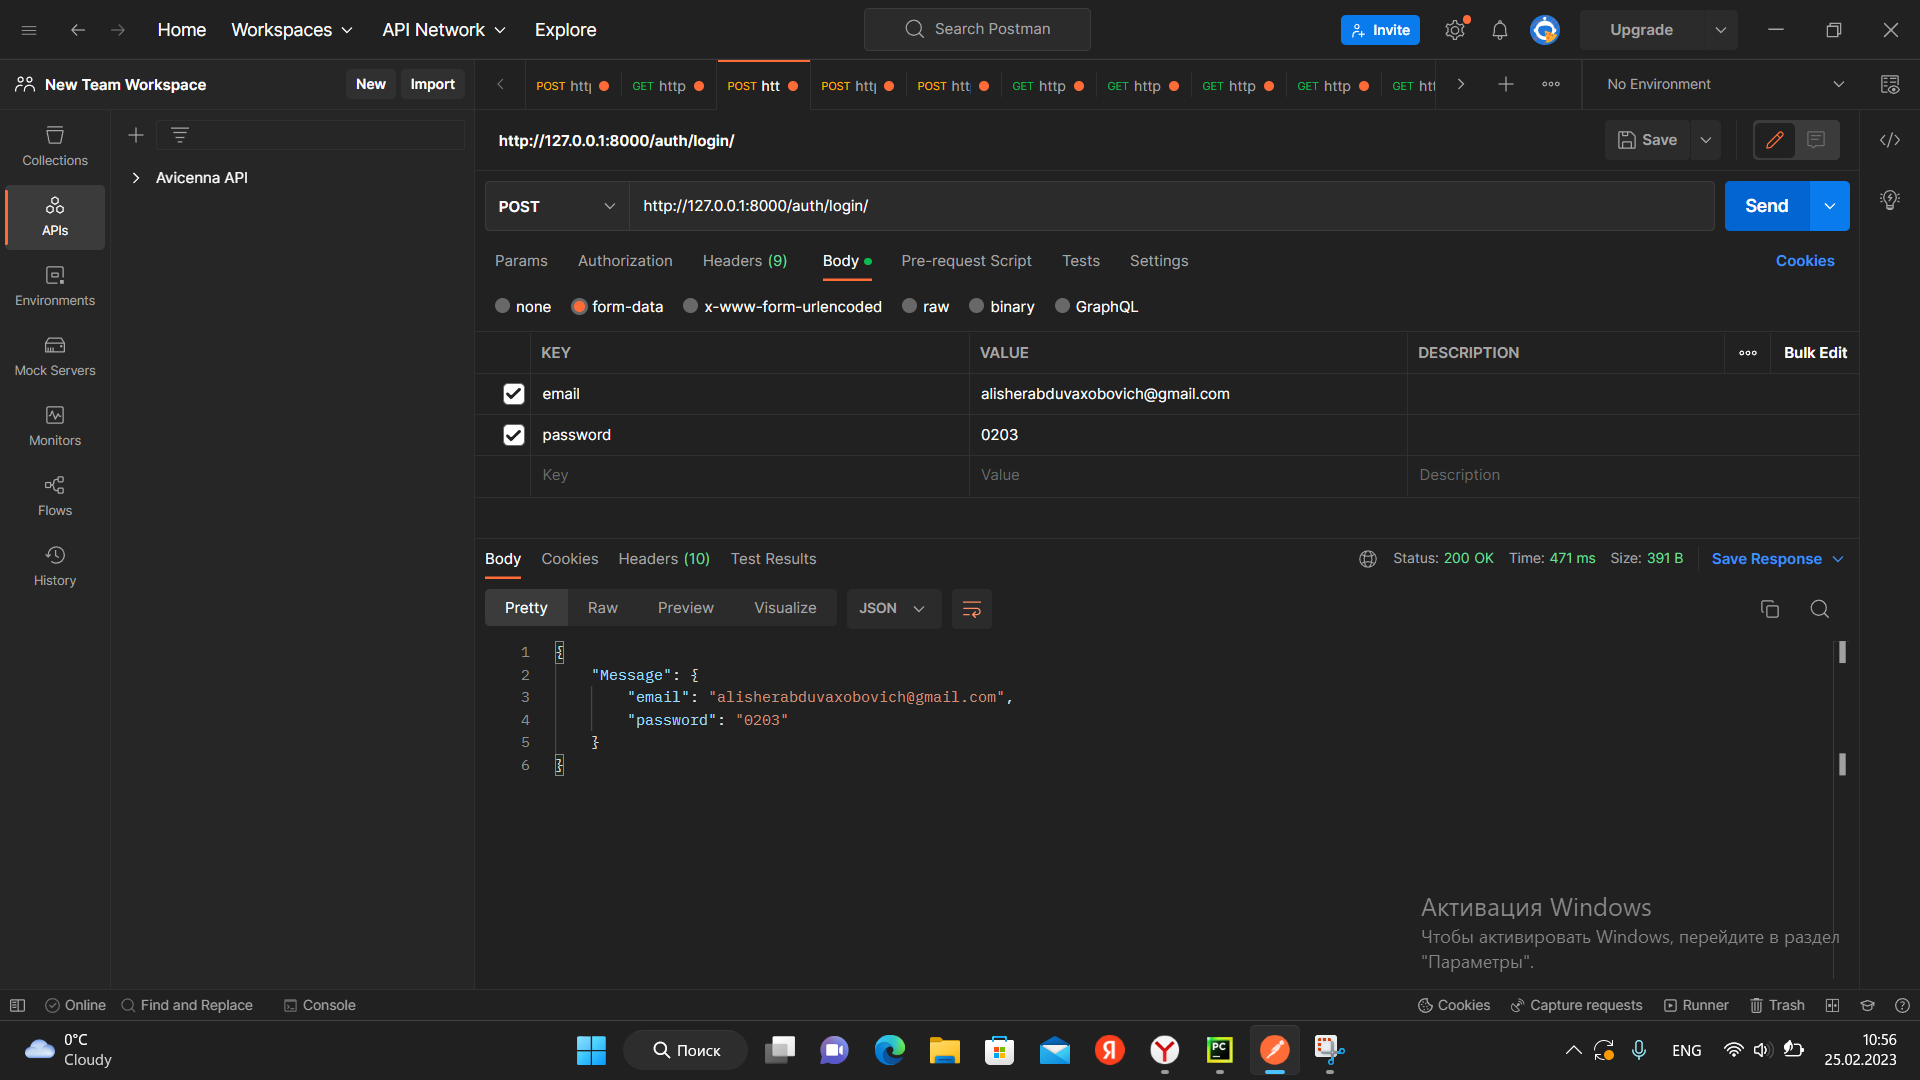 Home Workspaces API Network Explore Search Postman Invite Upgrade
New Team Workspace New Import POST http GET http POST htt POST http POST htt GET http GET http GET http GET http GET htt No Environment
Collections
APIs
Environments
Mock Servers
Monitors
Flows
History
Avicenna API
http://127.0.0.1:8000/auth/login/ Save
POST http://127.0.0.1:8000/auth/login/ Send
Params Authorization Headers (9) Body Pre-request Script Tests Settings Cookies
none form-data x-www-form-urlencoded raw binary GraphQL
KEY VALUE DESCRIPTION Bulk Edit
email alisherabduvaxobovich@gmail.com
password 0203
Key Value Description
Body Cookies Headers (10) Test Results Status: 200 OK Time: 471 ms Size: 391 B Save Response
Pretty Raw Preview Visualize JSON
1 {
2 "Message": {
3 "email": "alisherabduvaxobovich@gmail.com",
4 "password": "0203"
5 }
6 }
Активация Windows
Чтобы активировать Windows, перейдите в раздел
"Параметры".
Online Find and Replace Console Cookies Capture requests Runner Trash
0°C
Cloudy
Поиск
Я
PC
ENG
10:56
25.02.2023